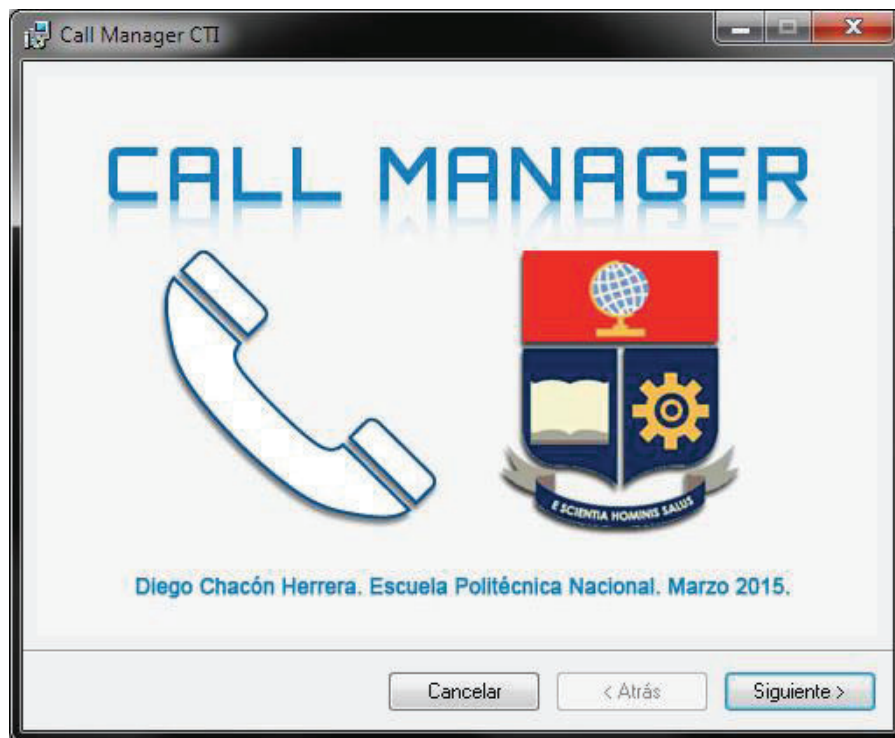 Call Manager CTI
CALL MANAGER
E SCIENTIA HOMINIS SALUS
Diego Chacón Herrera. Escuela Politécnica Nacional. Marzo 2015.
Cancelar
< Atrás
Siguiente >